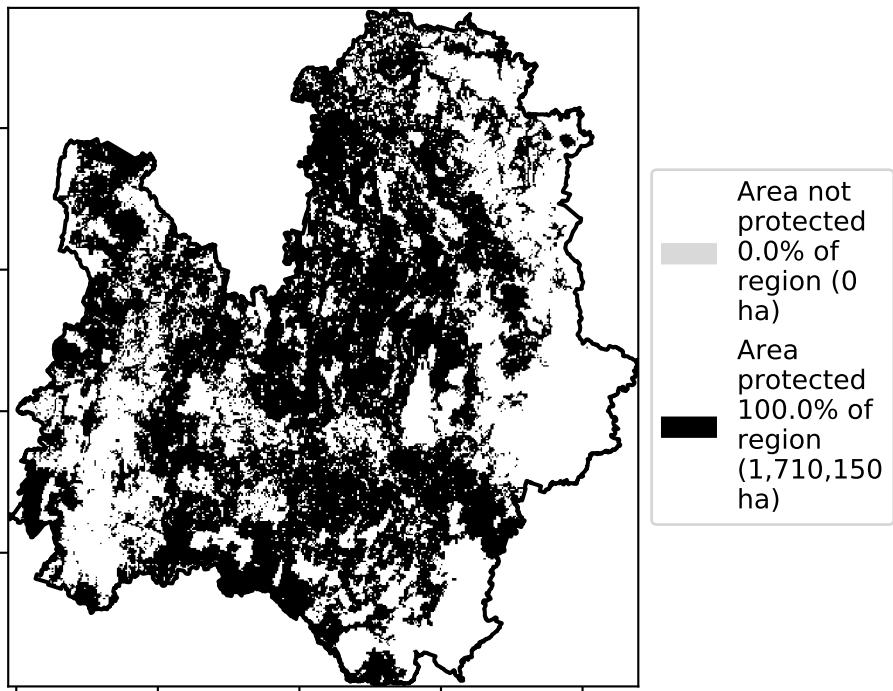 Area not
protected
0.0% of
region (0
ha)
Area
protected
100.0% of
region
(1,710,150
ha)